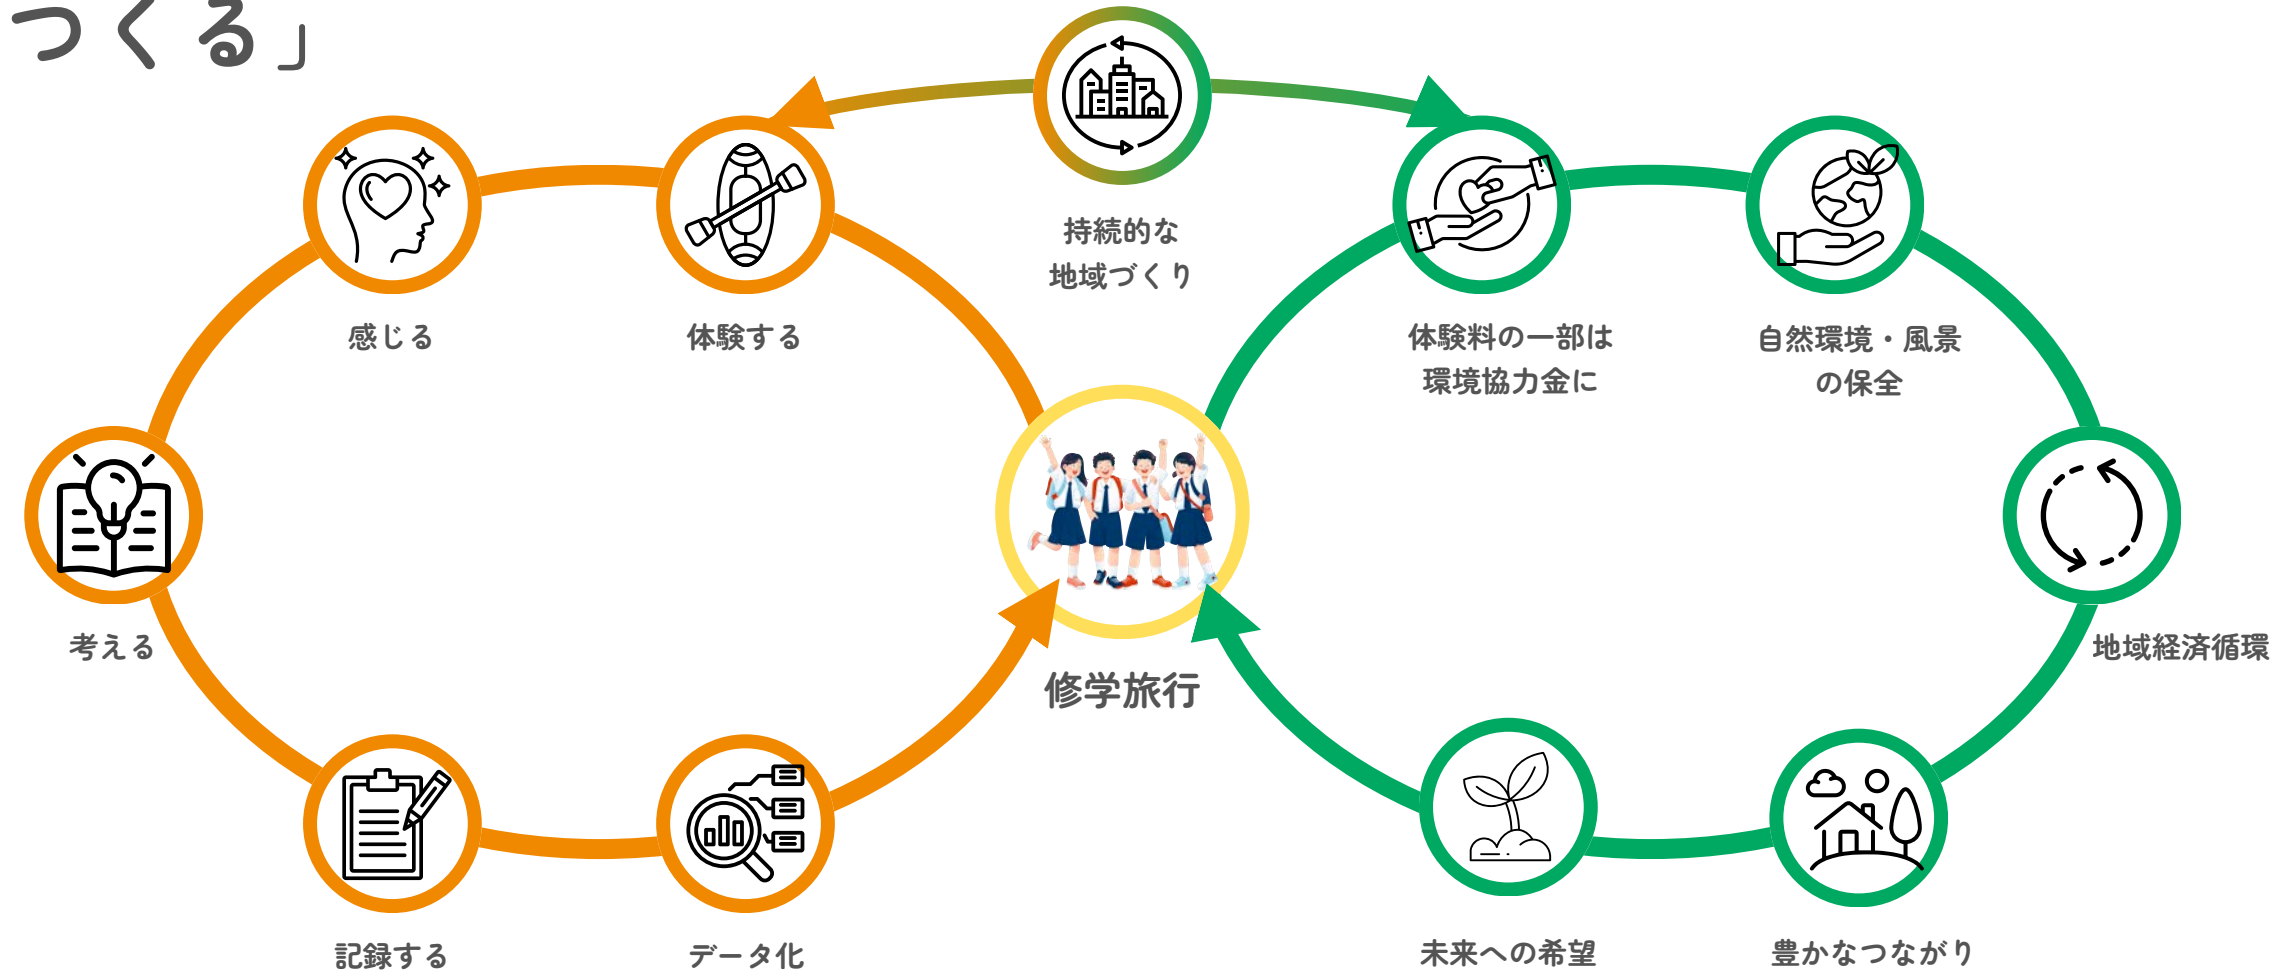 つくる」
持続的な
地域づくり
感じる
体験する
体験料の一部は
環境協力金に
自然環境・風景
の保全
考える
修学旅行
地域経済循環
記録する
データ化
未来への希望
豊かなつながり